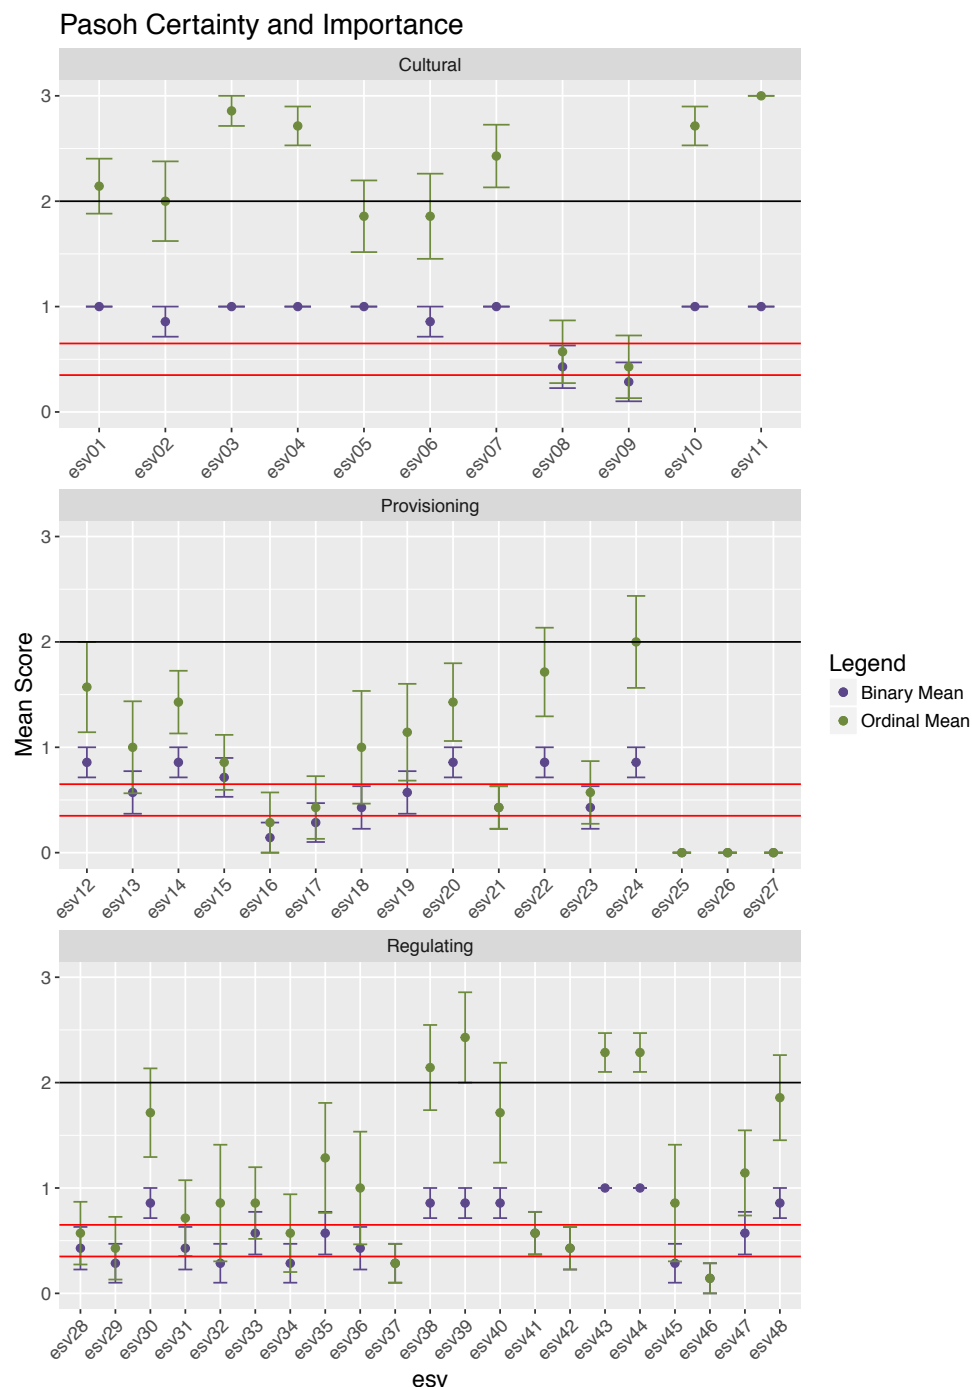 Pasoh Certainty and Importance
Cultural
3
2
1
0
esv01 esv02 esv03 esv04 esv05 esv06 esv07 esv08 esv09 esv10 esv11
Provisioning
3
2
1
0
esv12 esv13 esv14 esv15 esv16 esv17 esv18 esv19 esv20 esv21 esv22 esv23 esv24 esv25 esv26 esv27
Mean Score
Legend
Binary Mean
Ordinal Mean
Regulating
3
2
1
0
esv28 esv29 esv30 esv31 esv32 esv33 esv34 esv35 esv36 esv37 esv38 esv39 esv40 esv41 esv42 esv43 esv44 esv45 esv46 esv47 esv48
esv